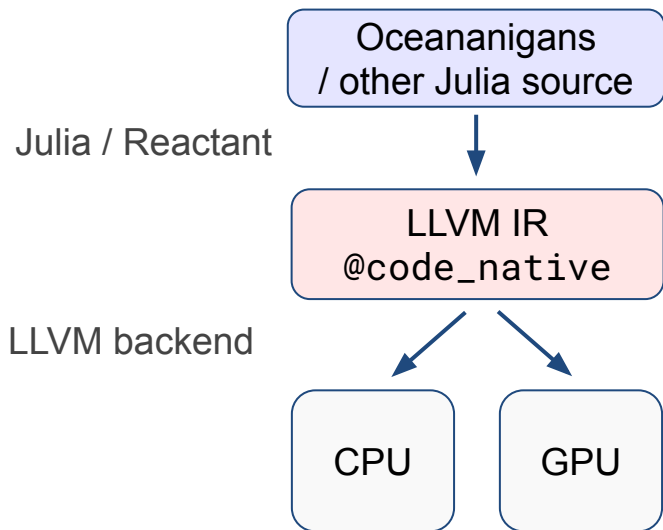 Oceananigans
/ other Julia source
Julia / Reactant
LLVM IR
@code_native
LLVM backend
CPU
GPU